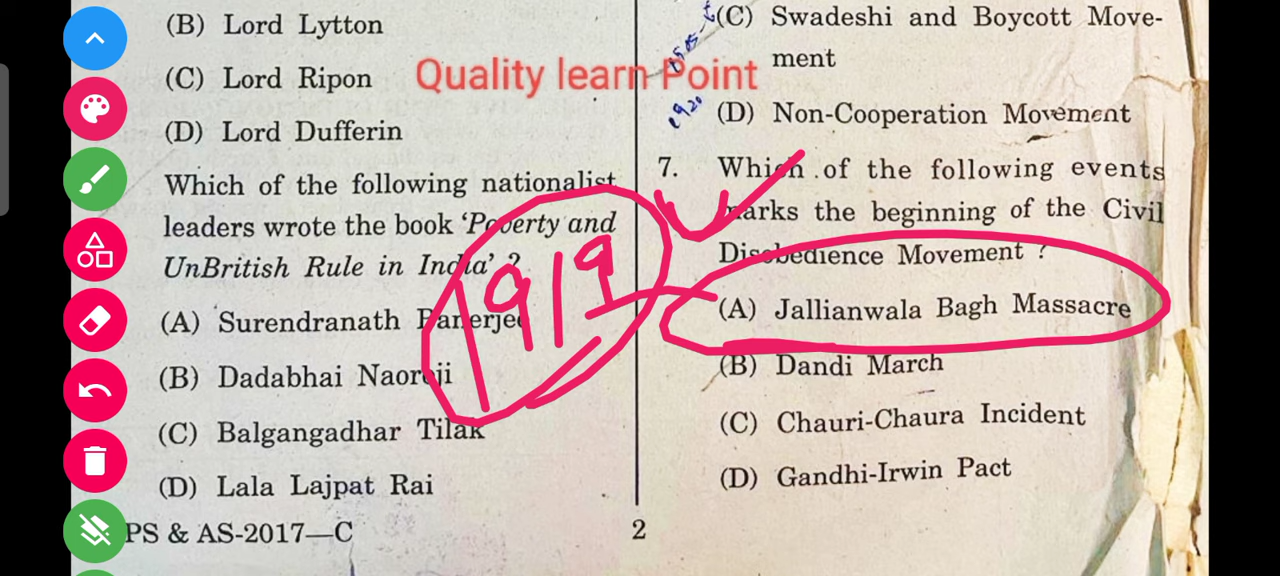 (B) Lord Lytton
(C) Lord Ripon
(D) Lord Dufferin
Which of the following nationalist
leaders wrote the book ‘Poverty and
UnBritish Rule in India’ ?
(A) Surendranath Banerjee
(B) Dadabhai Naoroji
(C) Balgangadhar Tilak
(D) Lala Lajpat Rai
PS & AS-2017—C
2
Quality learn Point
1919
(C) Swadeshi and Boycott Move-
ment
1920
(D) Non-Cooperation Movement
7. Which of the following events
marks the beginning of the Civil
Disobedience Movement ?
(A) Jallianwala Bagh Massacre
(B) Dandi March
(C) Chauri-Chaura Incident
(D) Gandhi-Irwin Pact